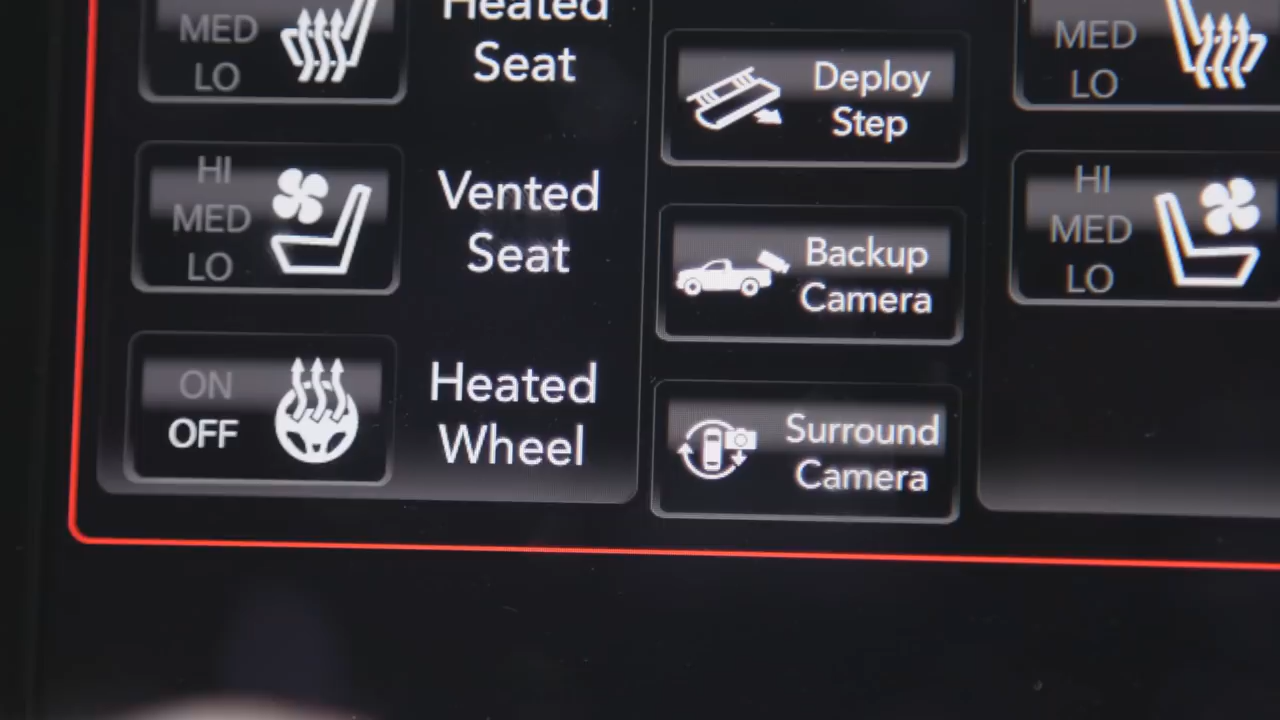 MED
LO
Heated
Seat
HI
MED
LO
Vented
Seat
ON
OFF
Heated
Wheel
Deploy
Step
Backup
Camera
Surround
Camera
MED
LO
HI
MED
LO